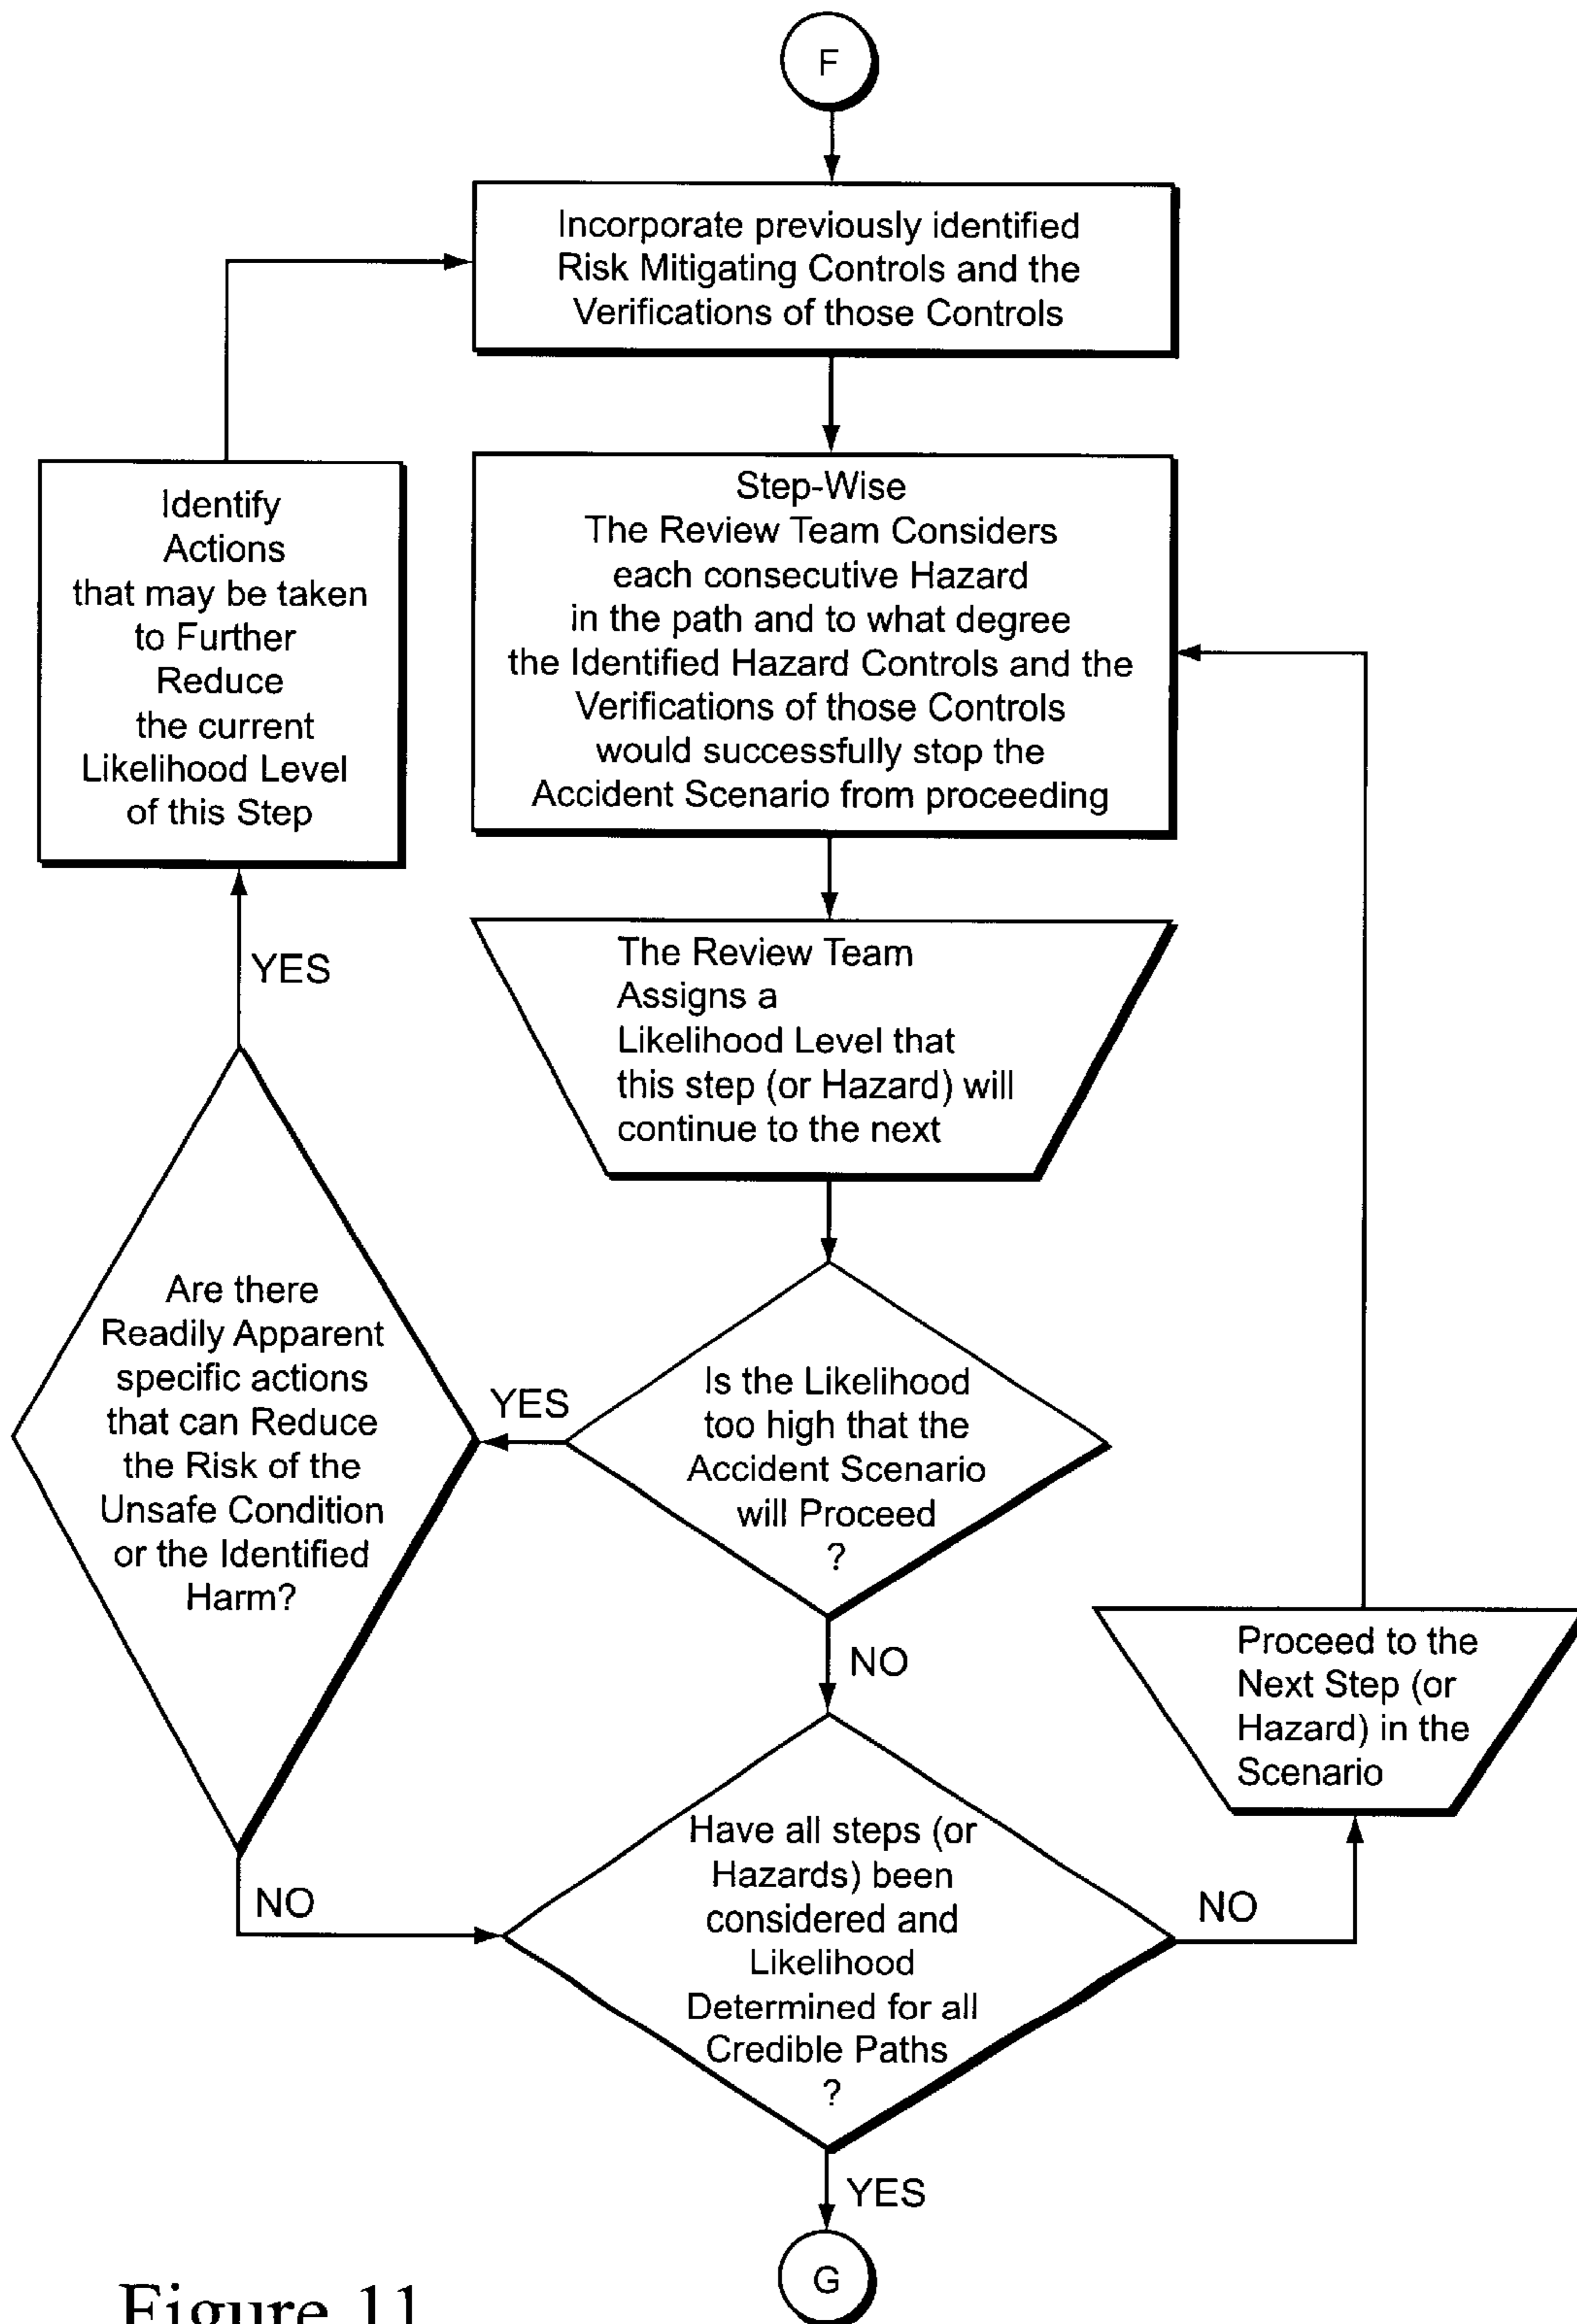 F
Incorporate previously identified
Risk Mitigating Controls and the
Verifications of those Controls
Step-Wise
The Review Team Considers
each consecutive Hazard
in the path and to what degree
the Identified Hazard Controls and the
Verifications of those Controls
would successfully stop the
Accident Scenario from proceeding
Identify
Actions
that may be taken
to Further
Reduce
the current
Likelihood Level
of this Step
The Review Team
Assigns a
Likelihood Level that
this step (or Hazard) will
continue to the next
YES
Are there
Readily Apparent
specific actions
that can Reduce
the Risk of the
Unsafe Condition
or the Identified
Harm?
YES
Is the Likelihood
too high that the
Accident Scenario
will Proceed
?
NO
Proceed to the
Next Step (or
Hazard) in the
Scenario
NO
Have all steps (or
Hazards) been
considered and
Likelihood
Determined for all
Credible Paths
?
NO
YES
G
Figure 11